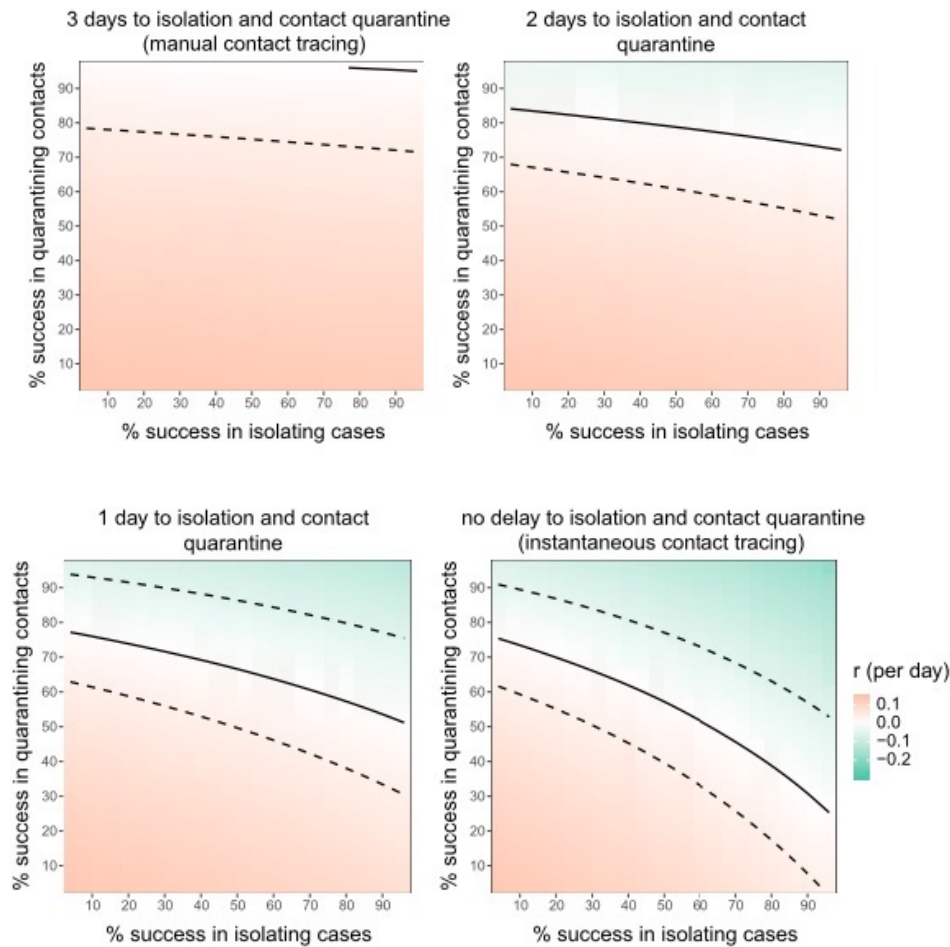 3 days to isolation and contact quarantine
(manual contact tracing)
% success in quarantining contacts
90
80
70
60
50
40
30
20
10
10 20 30 40 50 60 70 80 90
% success in isolating cases
2 days to isolation and contact
quarantine
% success in quarantining contacts
90
80
70
60
50
40
30
20
10
10 20 30 40 50 60 70 80 90
% success in isolating cases
1 day to isolation and contact
quarantine
% success in quarantining contacts
90
80
70
60
50
40
30
20
10
10 20 30 40 50 60 70 80 90
% success in isolating cases
no delay to isolation and contact quarantine
(instantaneous contact tracing)
% success in quarantining contacts
90
80
70
60
50
40
30
20
10
10 20 30 40 50 60 70 80 90
% success in isolating cases
r (per day)
0.1
0.0
−0.1
−0.2